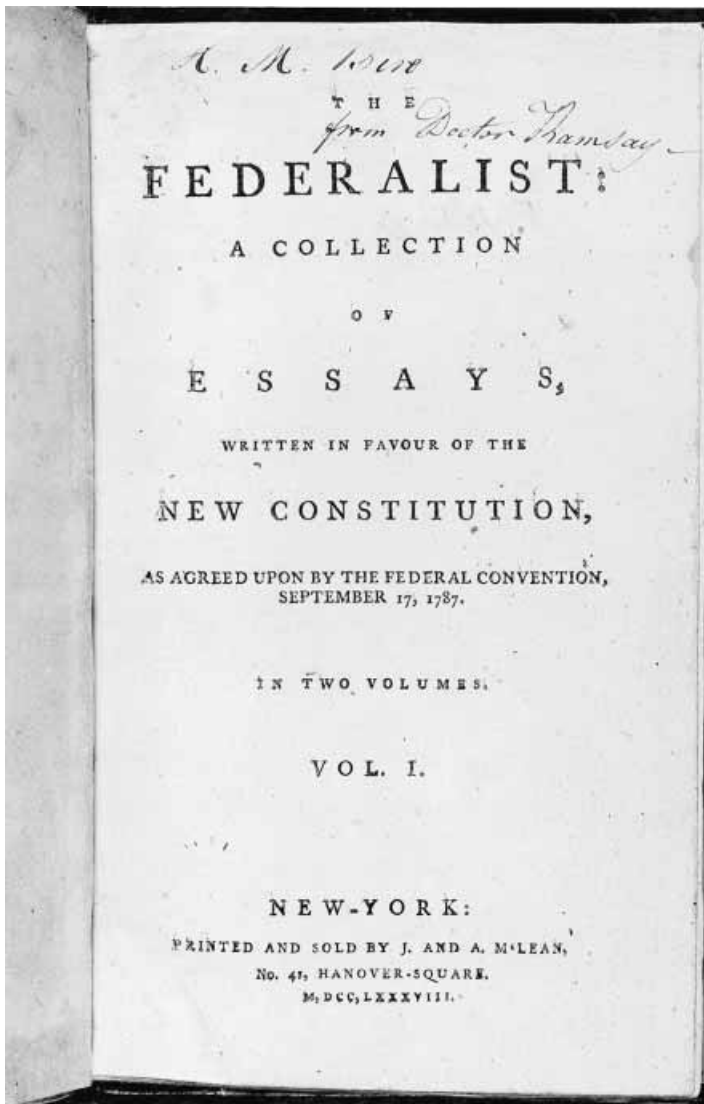 A. M.
THE
from Doctor Rhamsay
FEDERALIST:
A COLLECTION
OF
ESSAYS,
WRITTEN IN FAVOUR OF THE
NEW CONSTITUTION,
AS AGREED UPON BY THE FEDERAL CONVENTION,
SEPTEMBER 17, 1787.
IN TWO VOLUMES.
VOL. I.
NEW-YORK:
PRINTED AND SOLD BY J. AND A. M‘LEAN,
No. 41, HANOVER-SQUARE.
M,DCC,LXXXVIII.